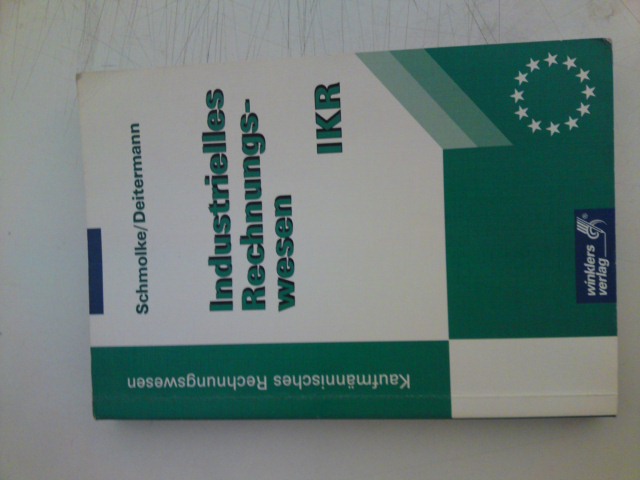 Schmolke/Deitermann
Industrielles
Rechnungs-
wesen
IKR
winklers
verlag
Kaufmännisches Rechnungswesen